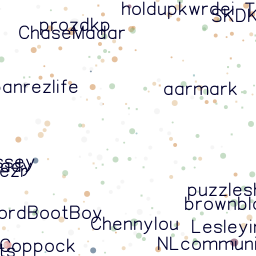 holdupkwrdei
SKDK
prozdkp
ChaseMadar
anrezlife
aarmark
puzzlesh
brownblo
ordBootBoy
Chennylou
Lesleyin
NLcommuni
Coppock